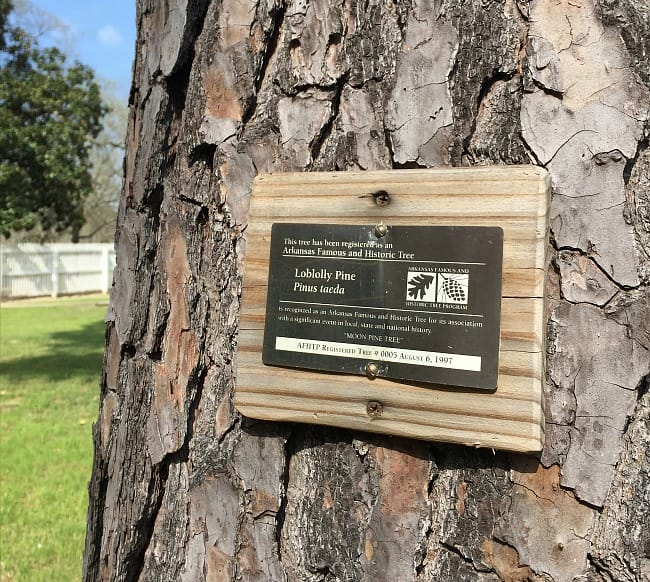 This tree has been registered as an
Arkansas Famous and Historic Tree
Loblolly Pine
Pinus taeda
ARKANSAS FAMOUS AND
HISTORIC TREE PROGRAM
is recognized as an Arkansas Famous and Historic Tree for its association
with a significant event in local, state and national history.
"MOON PINE TREE"
AFHTP REGISTERED TREE # 0005 AUGUST 6, 1997